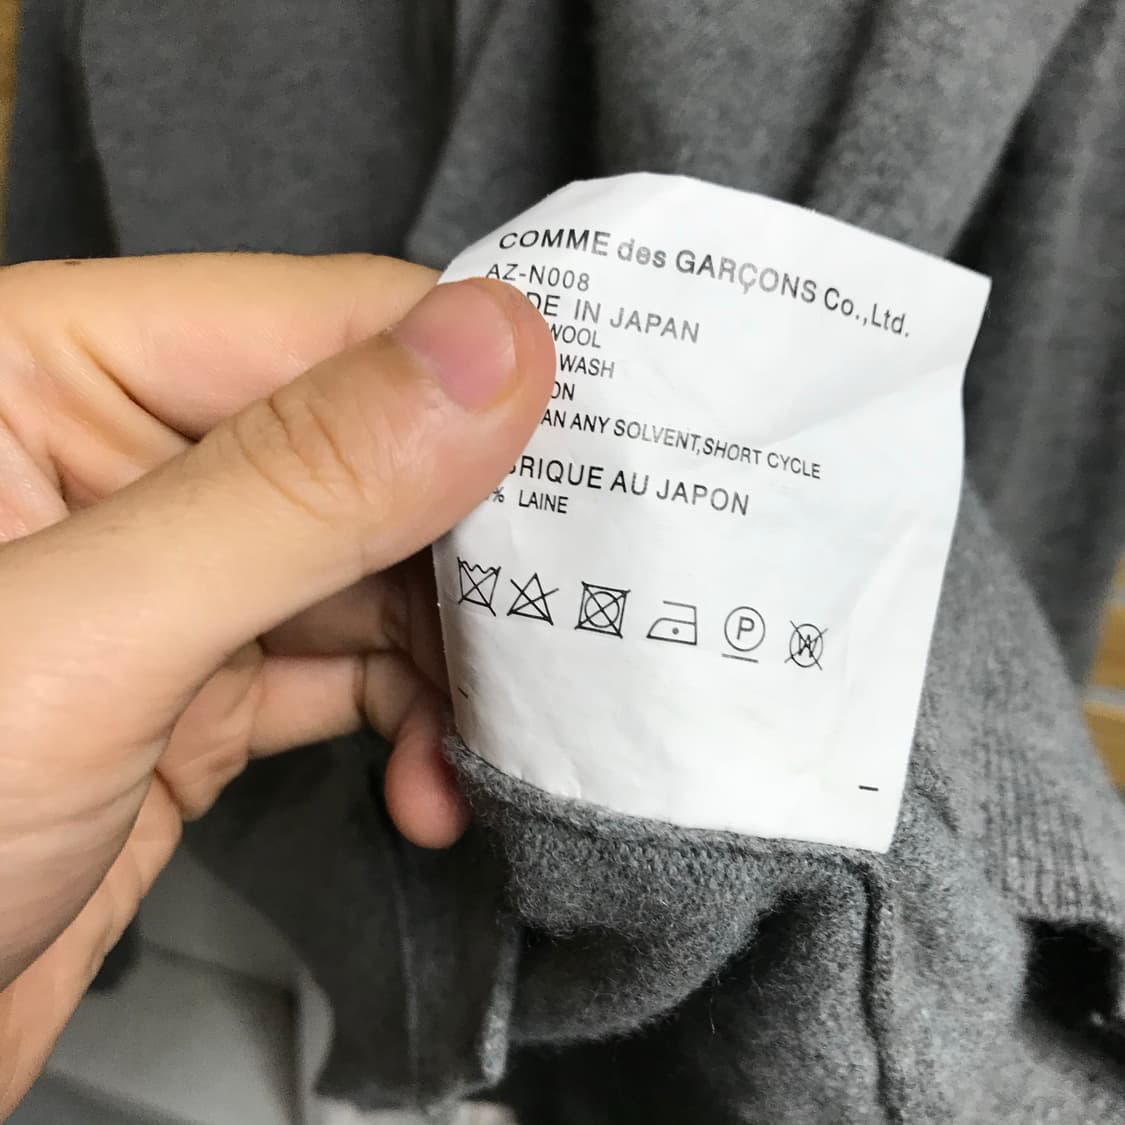 COMME des GARÇONS Co.,Ltd.
AZ-N008
DE IN JAPAN
WOOL
WASH
ON
AN ANY SOLVENT,SHORT CYCLE
RIQUE AU JAPON
% LAINE
P
W